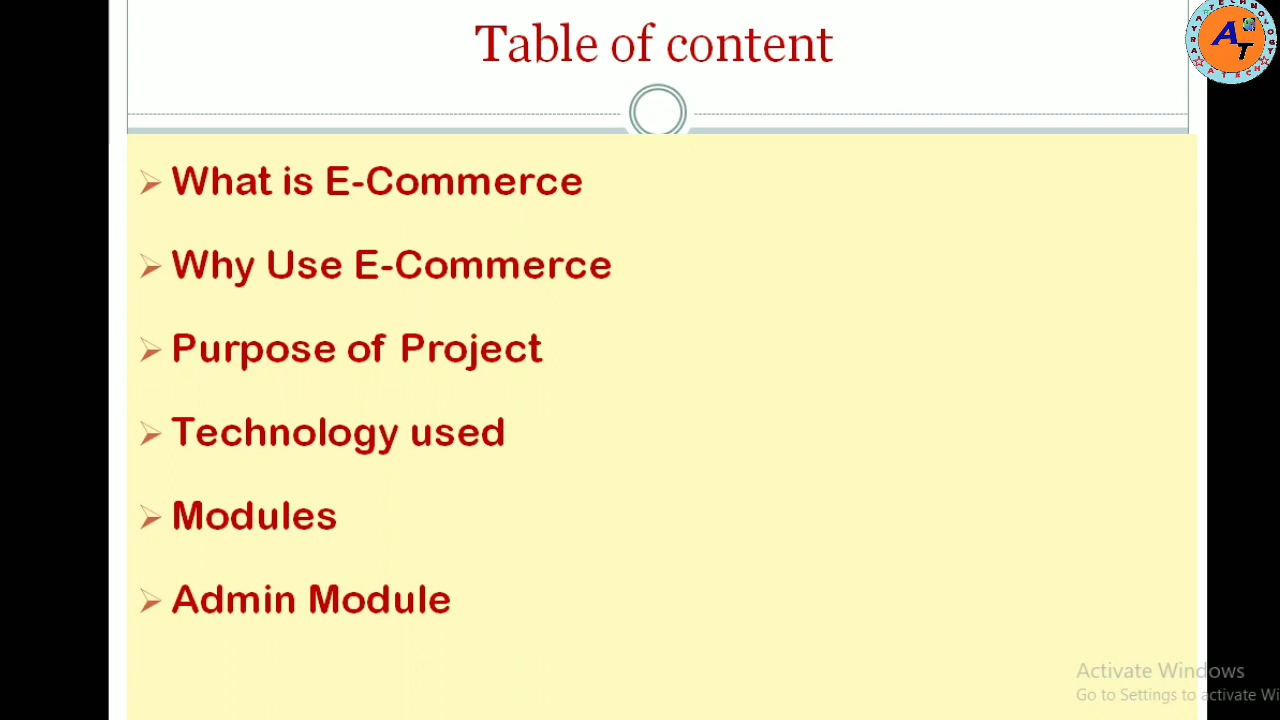 Table of content
What is E-Commerce
Why Use E-Commerce
Purpose of Project
Technology used
Modules
Admin Module
Activate Windows
Go to Settings to activate Wi
AT